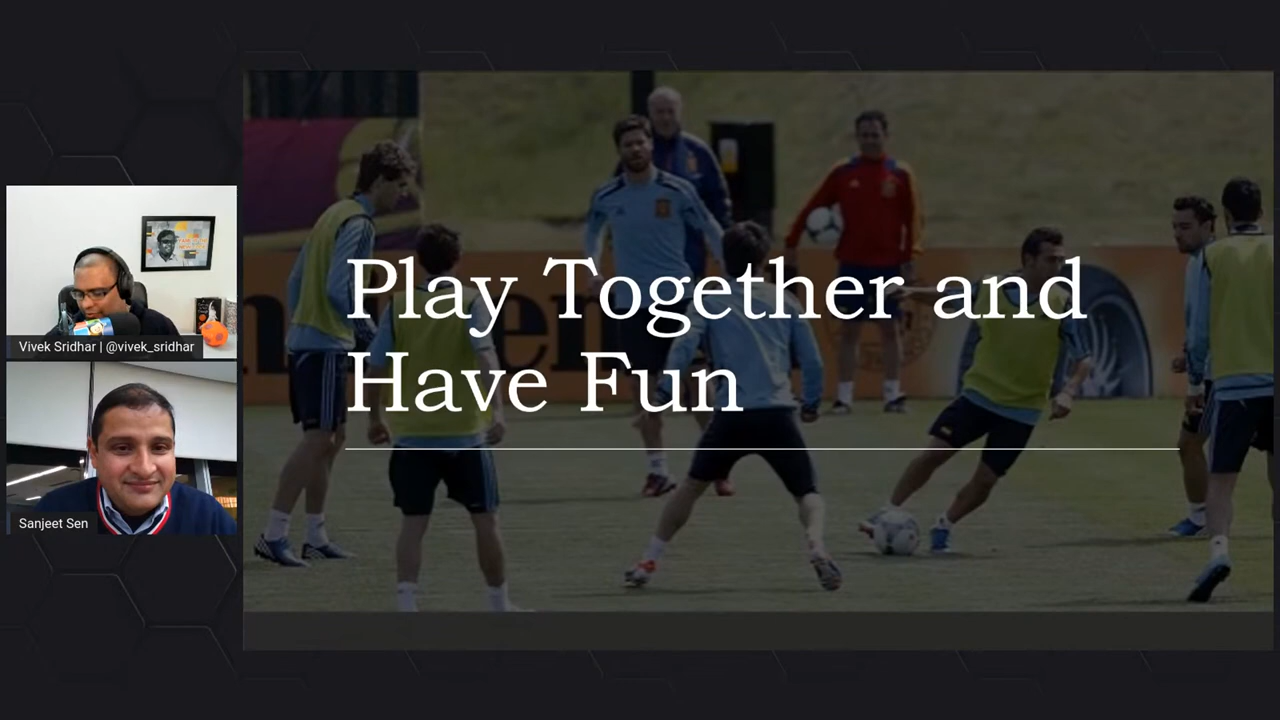 Play Together and
Have Fun
Vivek Sridhar | @vivek_sridhar
Sanjeet Sen